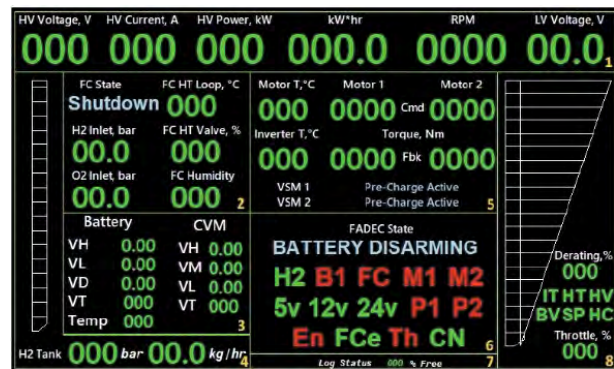 HV Voltage, V HV Current, A HV Power, kW kW*hr RPM LV Voltage, V
000 000 000 000.0 0000 00.0 1
FC State FC HT Loop, °C
Shutdown 000
H2 Inlet, bar FC HT Valve, %
00.0 000
O2 Inlet, bar FC Humidity
00.0 000 2
Motor T,°C Motor 1 Motor 2
000 0000 Cmd 0000
Inverter T,°C Torque, Nm
000 0000 Fbk 0000
VSM 1 Pre-Charge Active
VSM 2 Pre-Charge Active 5
Battery CVM
VH 0.00 VH 0.00
VL 0.00 VM 0.00
VD 0.00 VL 0.00
VT 000 VT 000
Temp 000 3
FADEC State
BATTERY DISARMING
H2 B1 FC M1 M2
5v 12v 24v P1 P2
En FCe Th CN 6
Derating,%
000
IT HT HV
BV SP HC
Throttle, %
000 8
H2 Tank 000 bar 00.0 kg/hr 4
Log Status 000 % Free 7